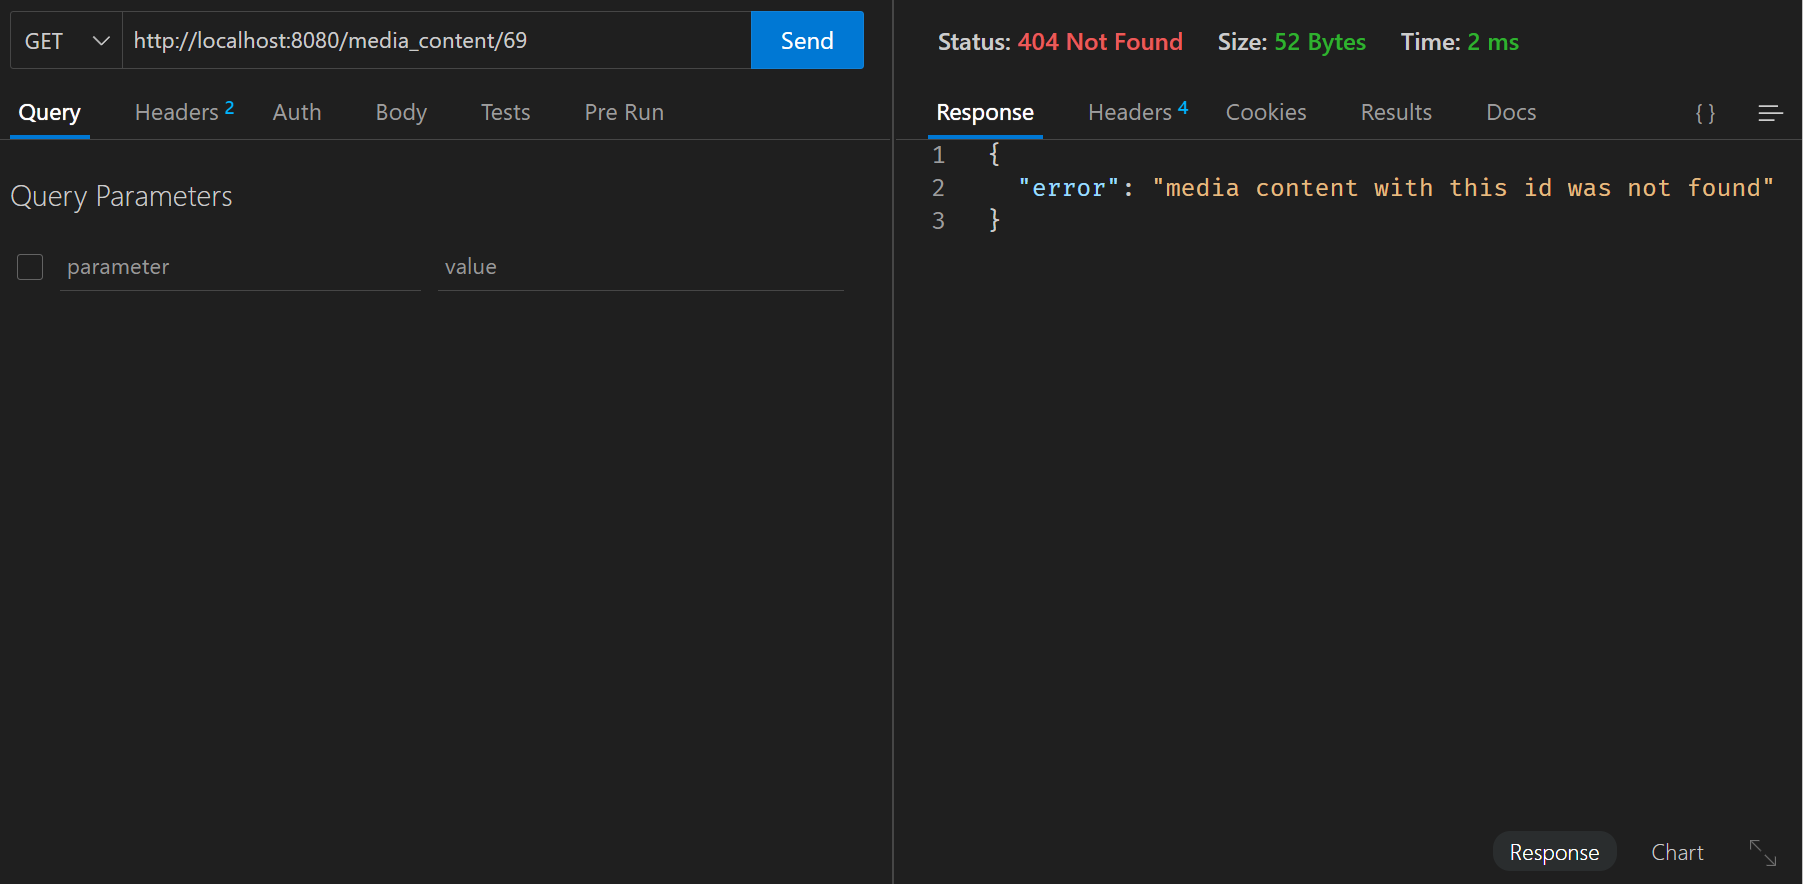 GET http://localhost:8080/media_content/69 Send
Query Headers 2 Auth Body Tests Pre Run
Query Parameters
parameter value
Status: 404 Not Found Size: 52 Bytes Time: 2 ms
Response Headers 4 Cookies Results Docs { }
1 {
2 "error": "media content with this id was not found"
3 }
Response Chart